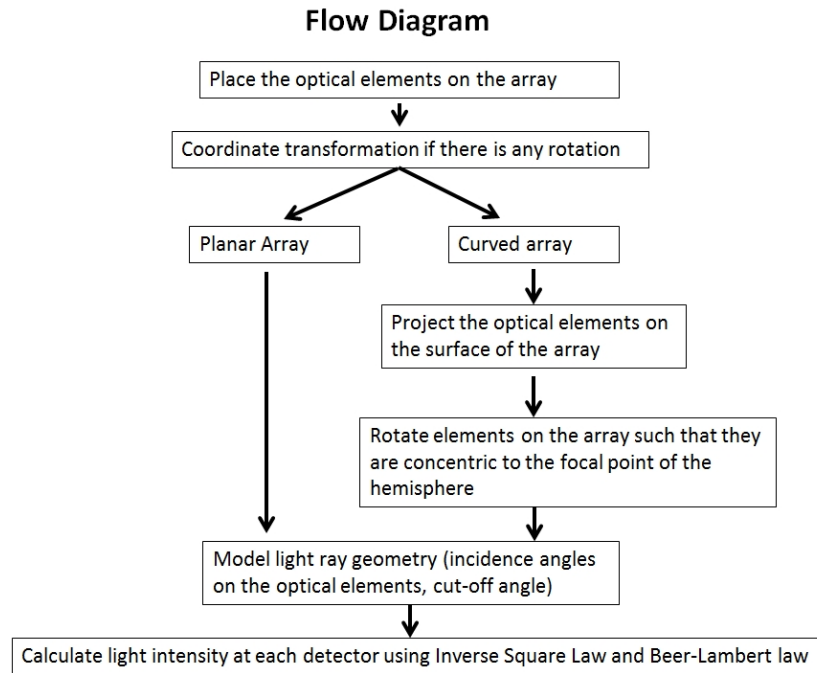 Flow Diagram
Place the optical elements on the array
Coordinate transformation if there is any rotation
Planar Array
Curved array
Project the optical elements on
the surface of the array
Rotate elements on the array such that they
are concentric to the focal point of the
hemisphere
Model light ray geometry (incidence angles
on the optical elements, cut-off angle)
Calculate light intensity at each detector using Inverse Square Law and Beer-Lambert law